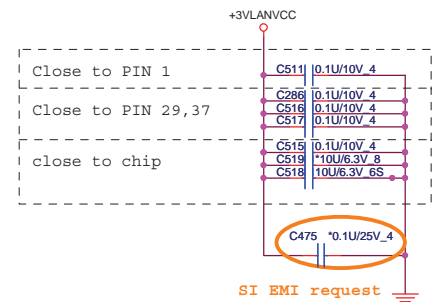 +3VLANVCC
Close to PIN 1
C511 0.1U/10V_4
C286 0.1U/10V_4
Close to PIN 29,37
C516 0.1U/10V_4
C517 0.1U/10V_4
C515 0.1U/10V_4
close to chip
C519 *10U/6.3V_8
C518 10U/6.3V_6S
C475 *0.1U/25V_4
SI EMI request